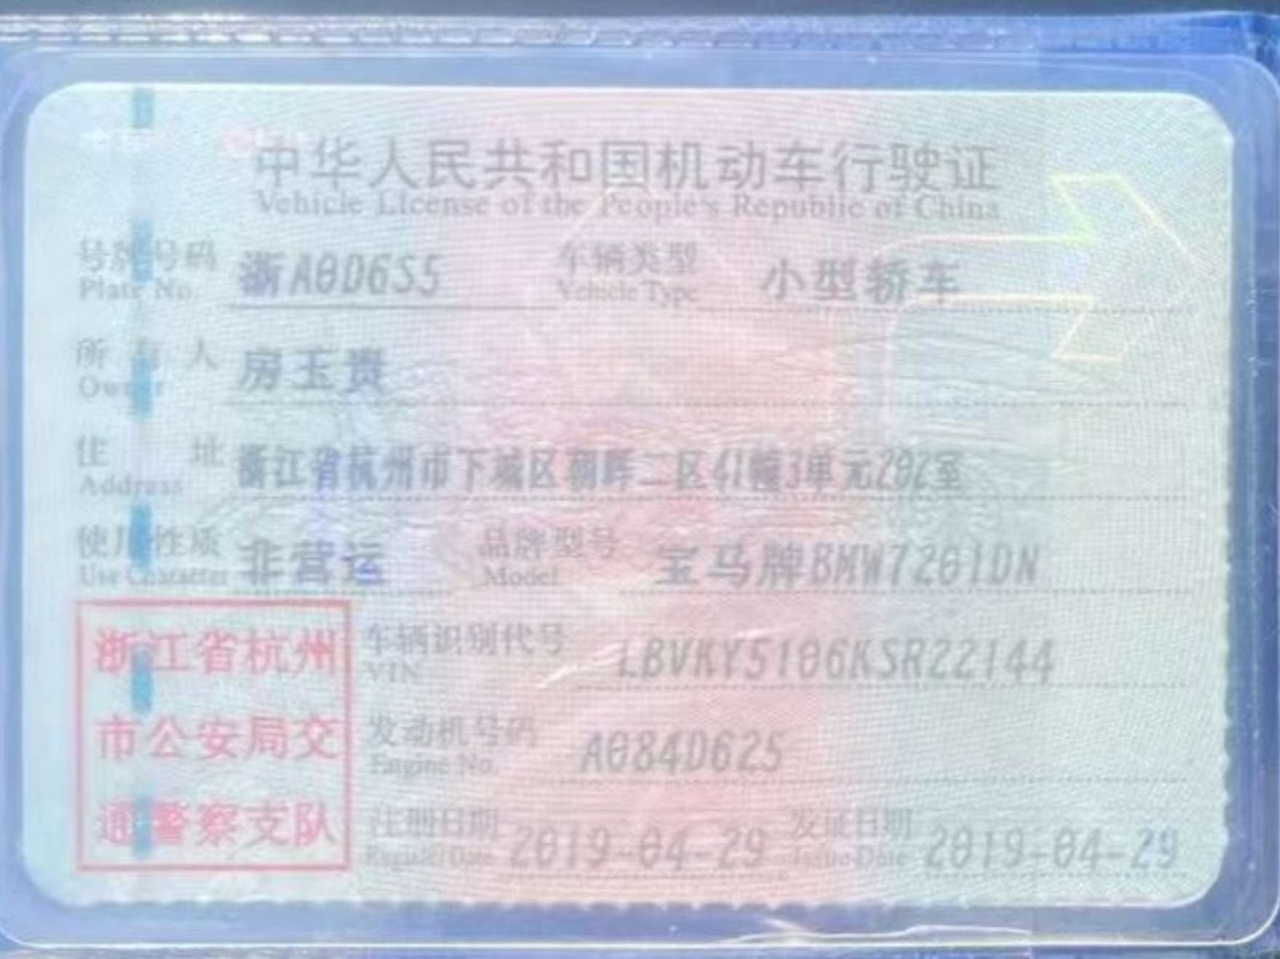 中华人民共和国机动车行驶证
Vehicle License of the People's Republic of China
号牌号码 浙A0D6S5 车辆类型 小型轿车
Plate No. Vehicle Type
所有人 房玉贵
Owner
住址 浙江省杭州市下城区朝晖二区41幢3单元202室
Address
使用性质 非营运 品牌型号 宝马牌BMW7201DN
Use Character Model
浙江省杭州
市公安局交
通警察支队
车辆识别代号 LBVKY5106KSR22144
VIN
发动机号码 A084D625
Engine No.
注册日期 2019-04-29 发证日期 2019-04-29
Register Date Issue Date